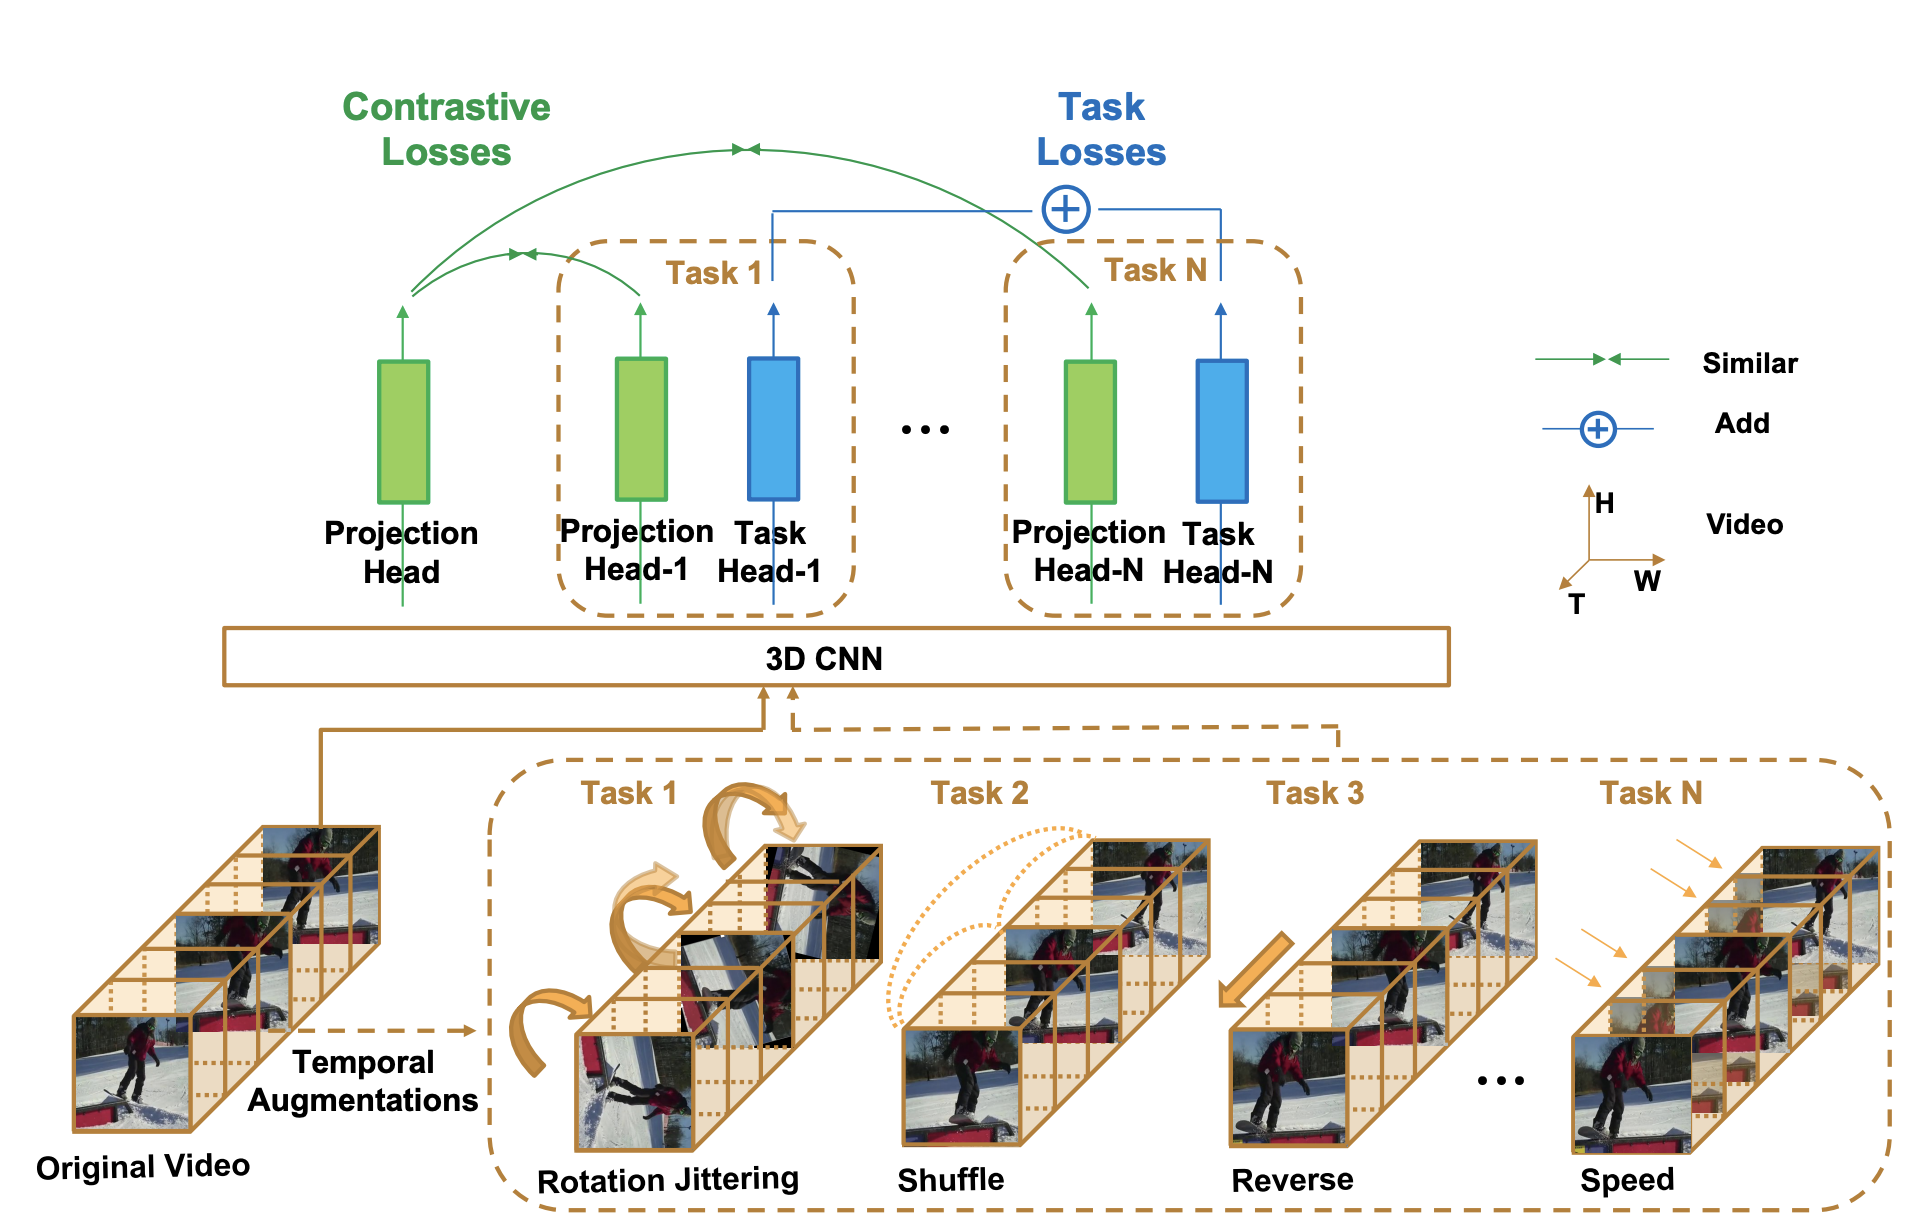 Contrastive
Losses
Task
Losses
Task 1
Task N
Similar
Add
H
Video
W
T
Projection
Head
Projection
Head-1
Task
Head-1
...
Projection
Head-N
Task
Head-N
3D CNN
Task 1
Task 2
Task 3
Task N
Temporal
Augmentations
...
Original Video
Rotation Jittering
Shuffle
Reverse
Speed